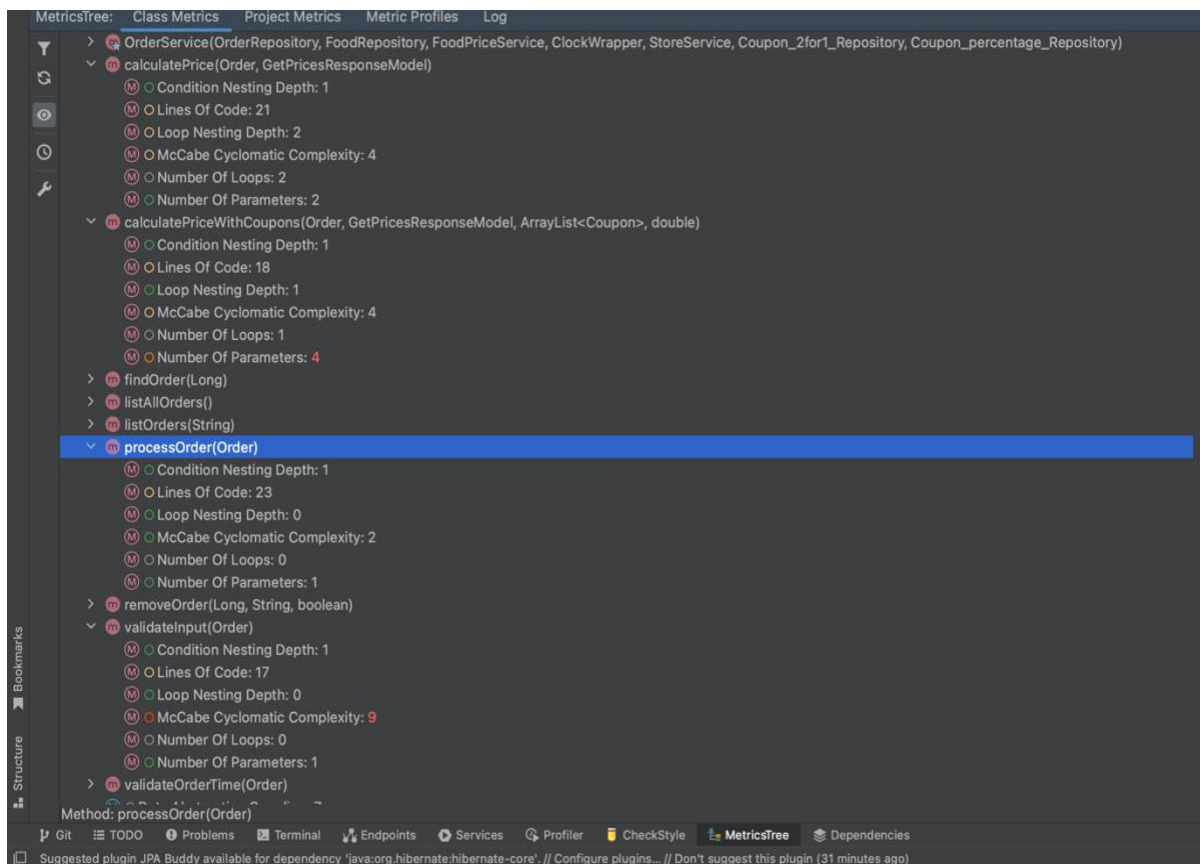 MetricsTree: Class Metrics Project Metrics Metric Profiles Log
OrderService(OrderRepository, FoodRepository, FoodPriceService, ClockWrapper, StoreService, Coupon_2for1_Repository, Coupon_percentage_Repository)
calculatePrice(Order, GetPricesResponseModel)
Condition Nesting Depth: 1
Lines Of Code: 21
Loop Nesting Depth: 2
McCabe Cyclomatic Complexity: 4
Number Of Loops: 2
Number Of Parameters: 2
calculatePriceWithCoupons(Order, GetPricesResponseModel, ArrayList<Coupon>, double)
Condition Nesting Depth: 1
Lines Of Code: 18
Loop Nesting Depth: 1
McCabe Cyclomatic Complexity: 4
Number Of Loops: 1
Number Of Parameters: 4
findOrder(Long)
listAllOrders()
listOrders(String)
processOrder(Order)
Condition Nesting Depth: 1
Lines Of Code: 23
Loop Nesting Depth: 0
McCabe Cyclomatic Complexity: 2
Number Of Loops: 0
Number Of Parameters: 1
removeOrder(Long, String, boolean)
validateInput(Order)
Condition Nesting Depth: 1
Lines Of Code: 17
Loop Nesting Depth: 0
McCabe Cyclomatic Complexity: 9
Number Of Loops: 0
Number Of Parameters: 1
validateOrderTime(Order)
Method: processOrder(Order)
Bookmarks
Structure
Git TODO Problems Terminal Endpoints Services Profiler CheckStyle MetricsTree Dependencies
Suggested plugin JPA Buddy available for dependency 'java:org.hibernate:hibernate-core'. // Configure plugins... // Don't suggest this plugin (31 minutes ago)